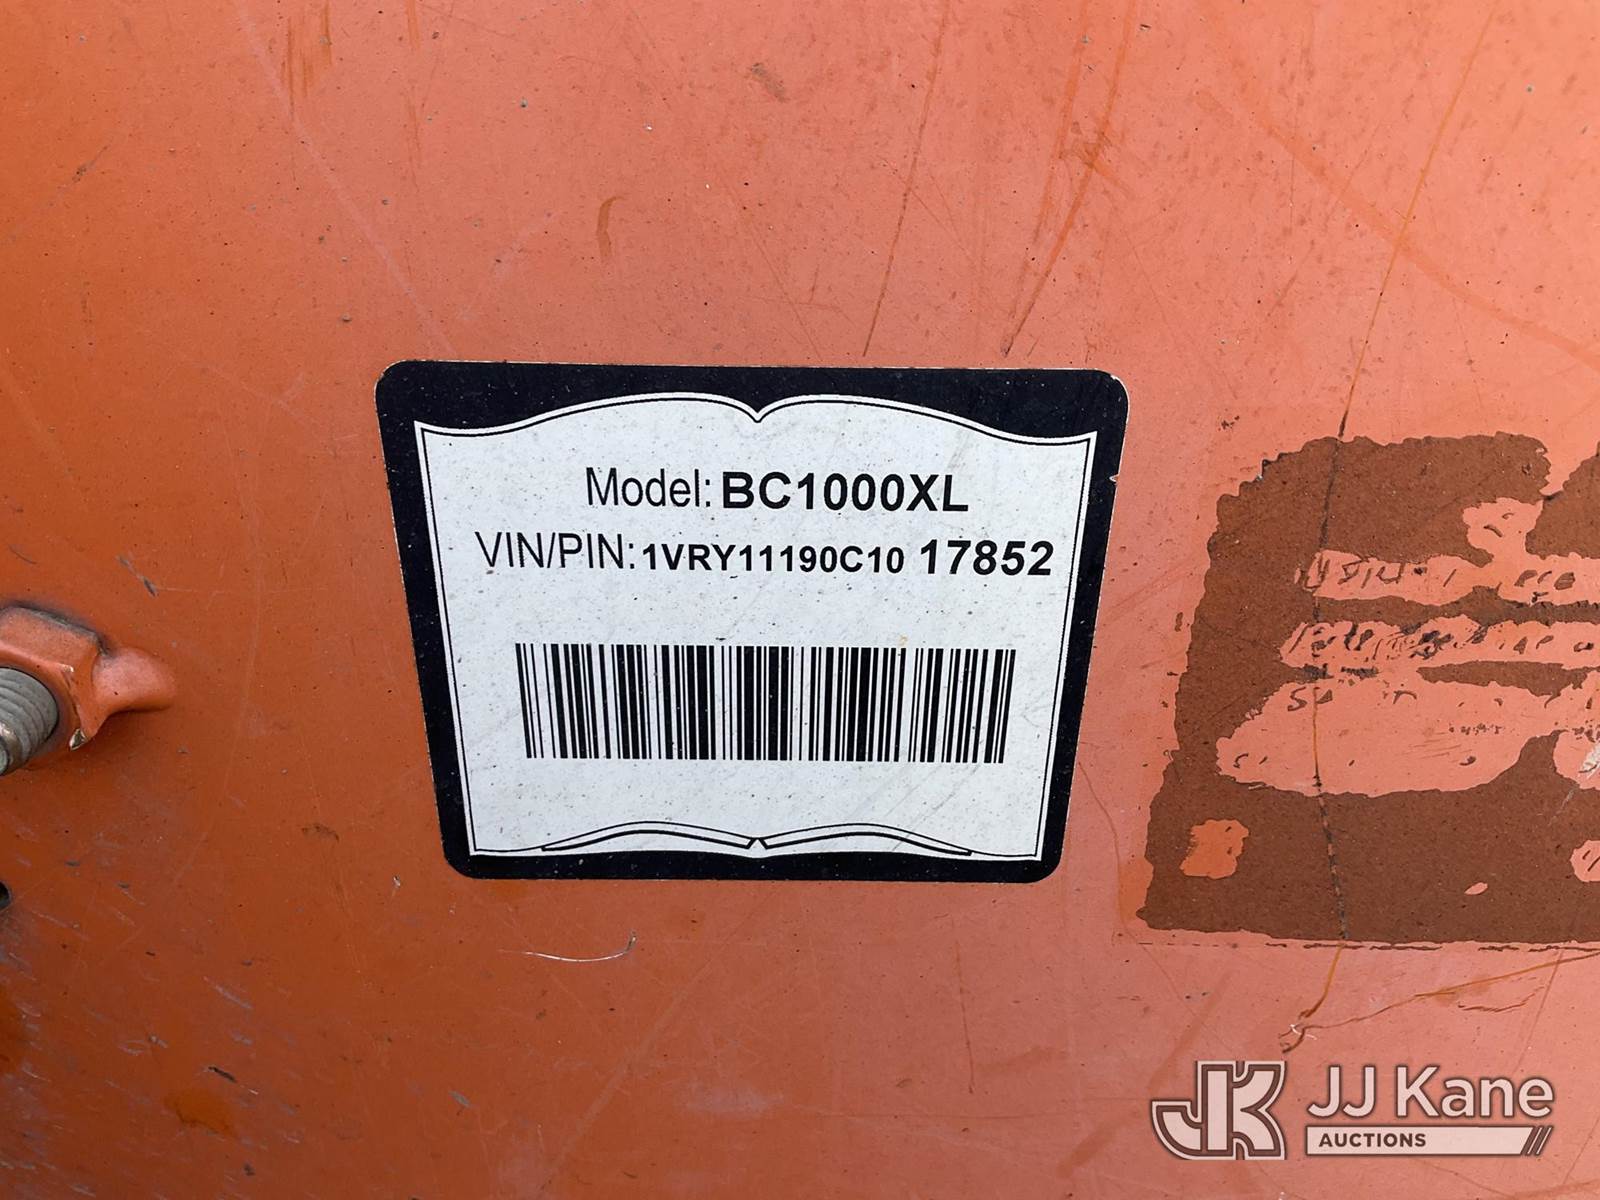 Model: BC1000XL
VIN/PIN: 1VRY11190C10 17852
JJ Kane
AUCTIONS